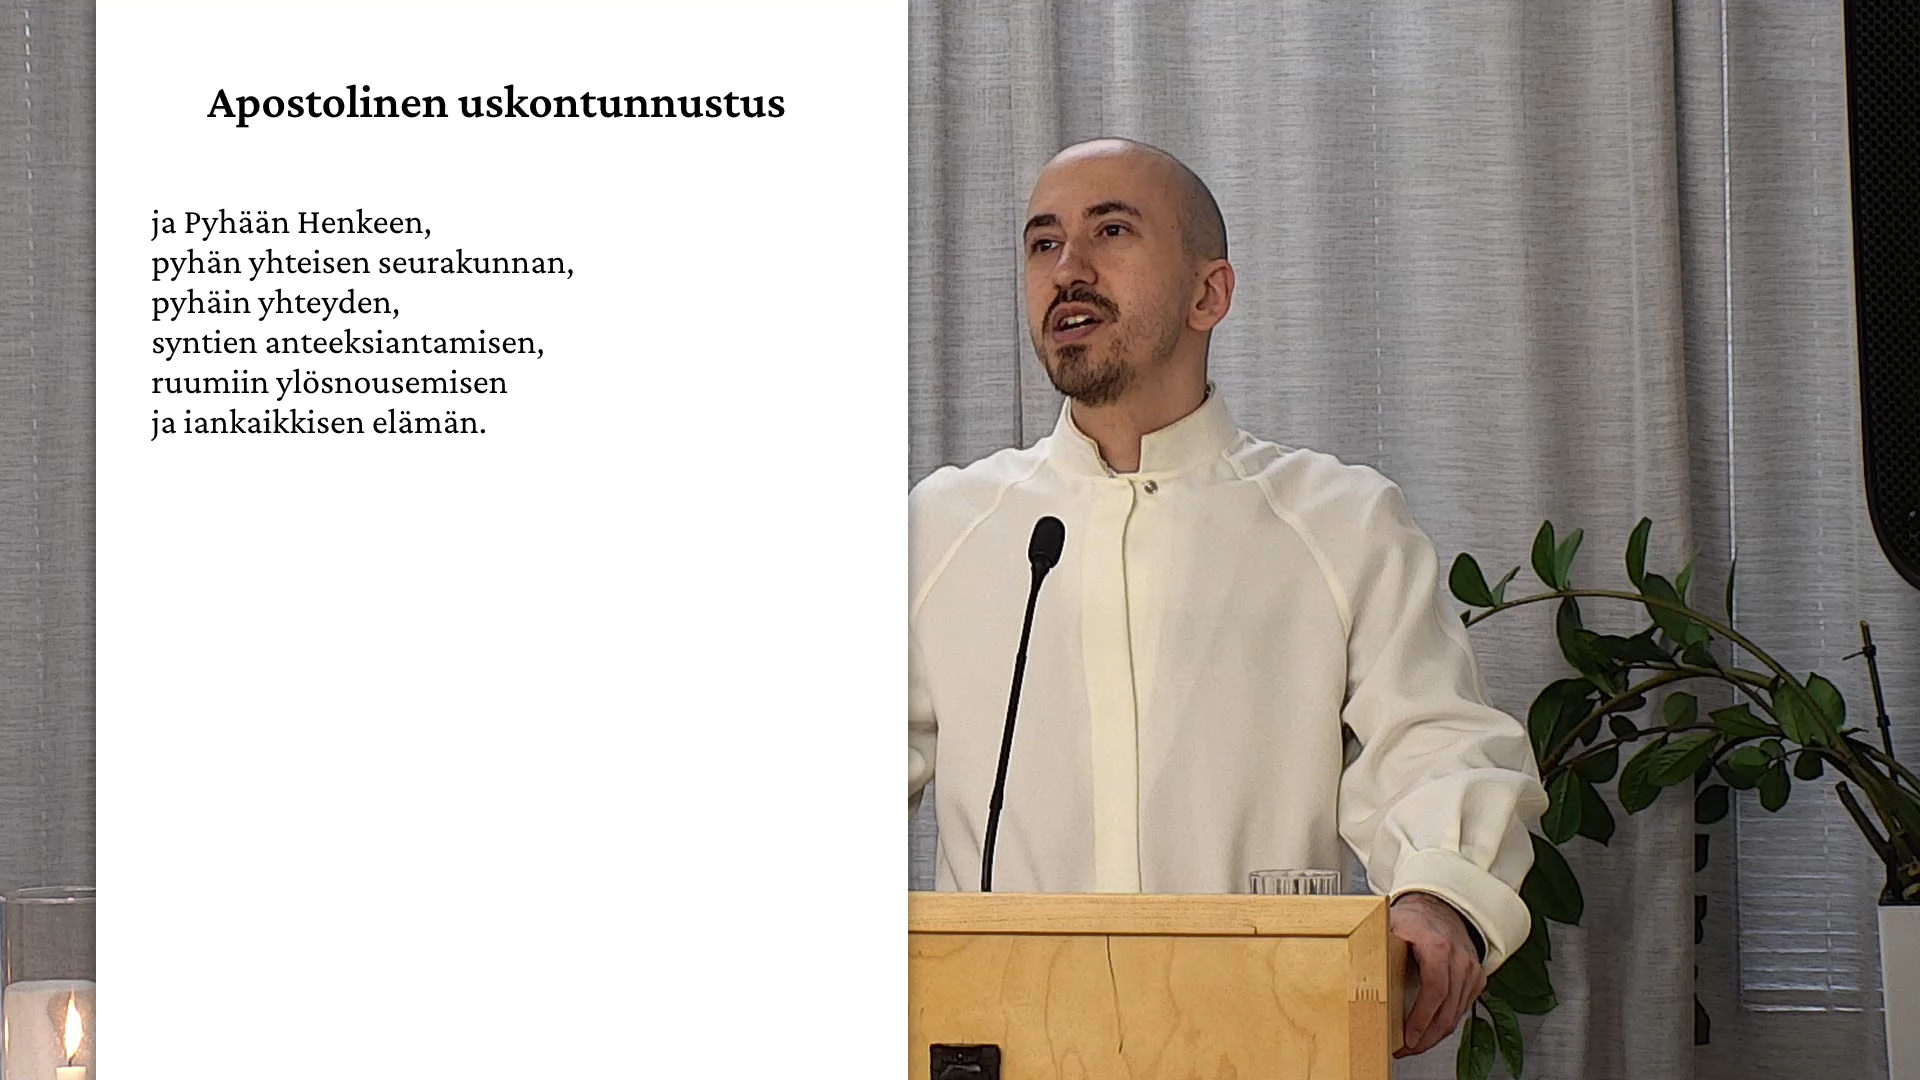 Apostolinen uskontunnustus
ja Pyhään Henkeen,
pyhän yhteisen seurakunnan,
pyhäin yhteyden,
syntien anteeksiantamisen,
ruumiin ylösnousemisen
ja iankaikkisen elämän.